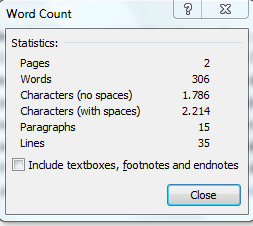 Word Count
?
Statistics:
Pages 2
Words 306
Characters (no spaces) 1.786
Characters (with spaces) 2.214
Paragraphs 15
Lines 35
Include textboxes, footnotes and endnotes
Close